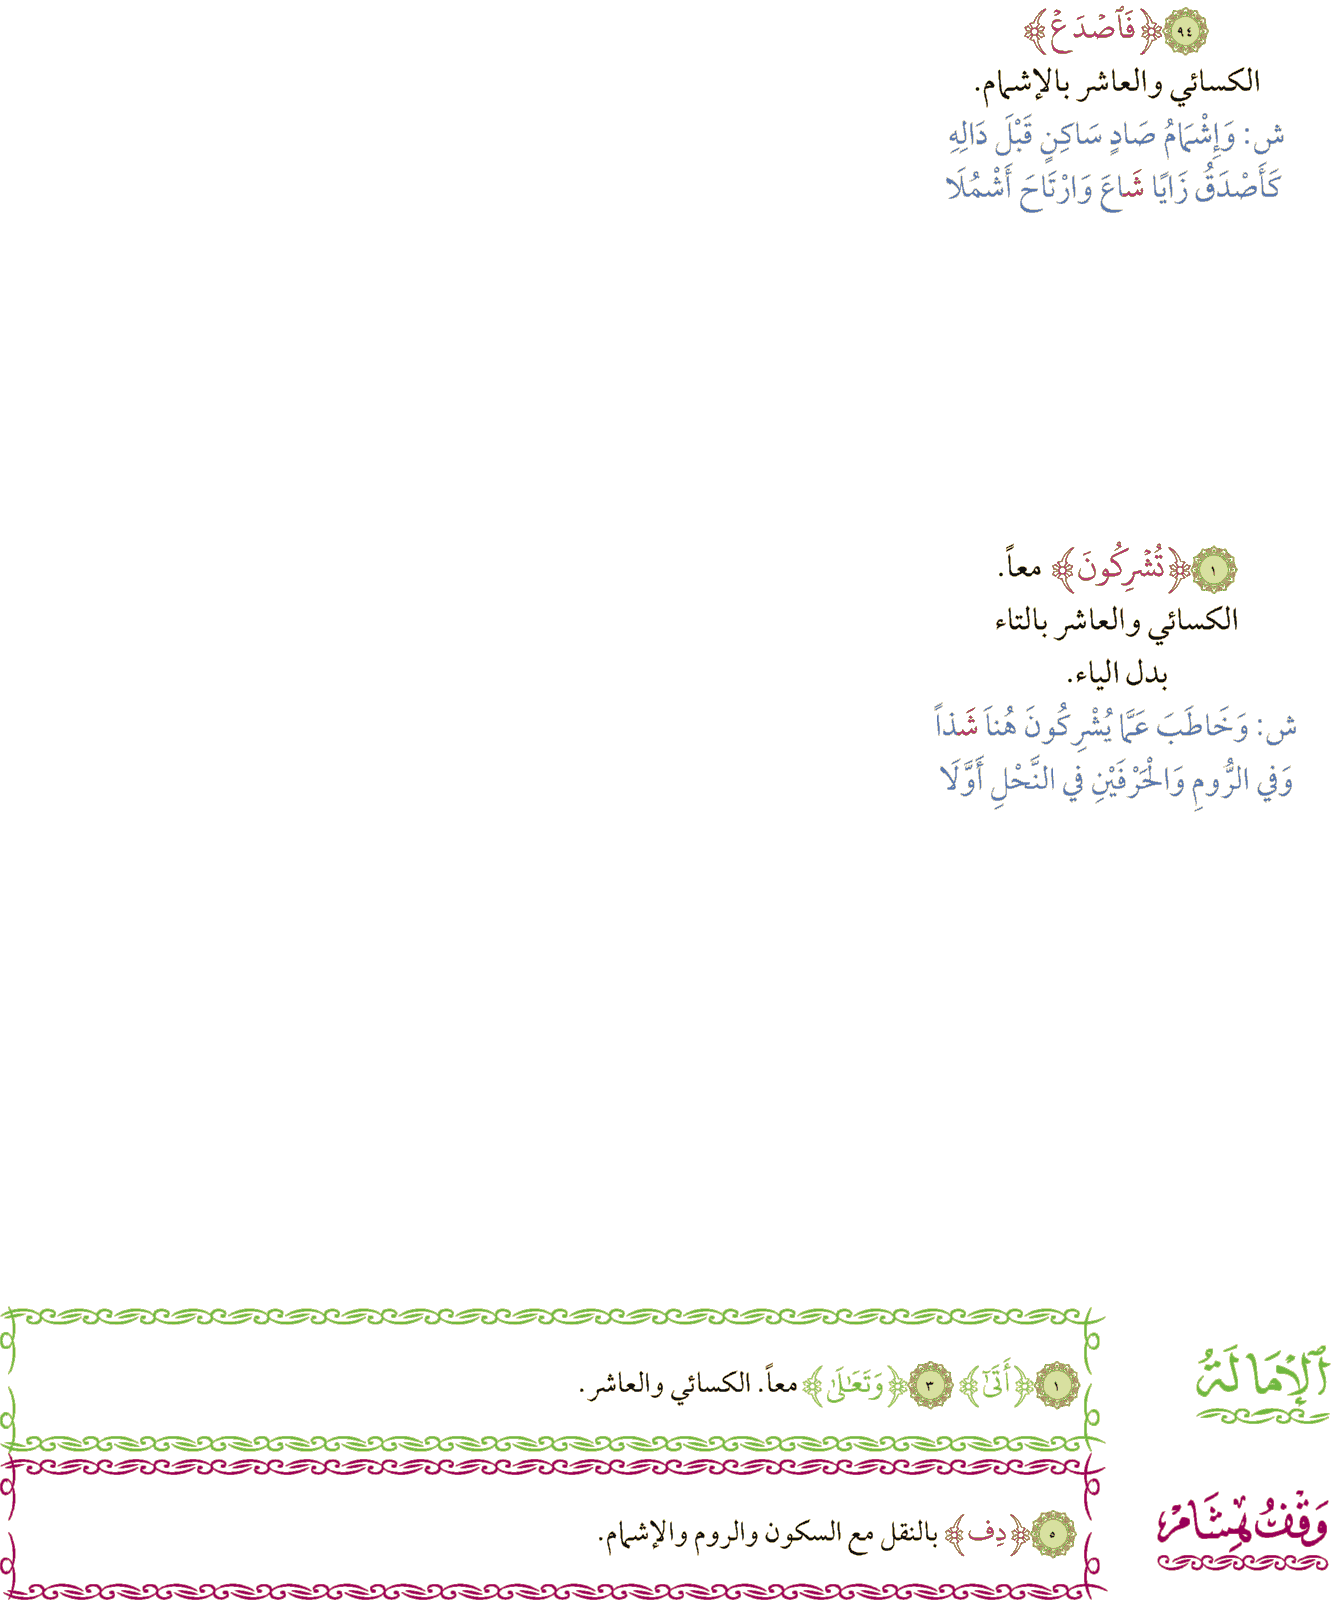 ٩٤ ﴿فَٱصۡدَعۡ﴾
الكسائي والعاشر بالإشمام.
ش: وَإِشْمَامُ صَادٍ سَاكِنٍ قَبْلَ دَالِهِ
كَأَصْدَقُ زَايًا شَاعَ وَارْتَاحَ أَشْمُلَا
١ ﴿تُشۡرِكُونَ﴾ معاً.
الكسائي والعاشر بالتاء
بدل الياء.
ش: وَخَاطَبَ عَمَّا يُشْرِكُونَ هُناَ شَذاً
وَفي الرُّومِ وَالْحَرْفَيْنِ في النَّحْلِ أَوَّلَا
ٱلۡإِمَالَةُ
١ ﴿أَتَىٰٓ﴾ ٣ ﴿وَتَعَٰلَىٰ﴾ معاً. الكسائي والعاشر.
وَقۡفُ هِشَامٖ
٥ ﴿دِف﴾ بالنقل مع السكون والروم والإشمام.